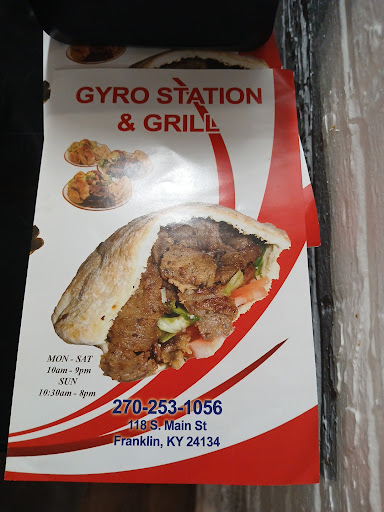 GYRO STATION
& GRILL
MON - SAT
10am - 9pm
SUN
10:30am - 8pm
270-253-1056
118 S. Main St
Franklin, KY 24134